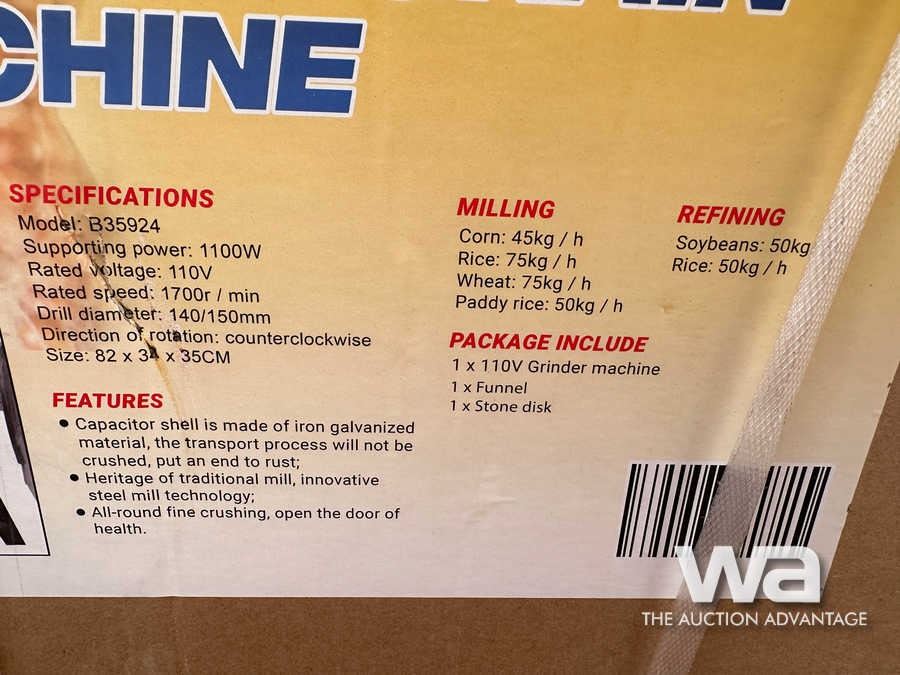 CHINE
SPECIFICATIONS
Model: B35924
Supporting power: 1100W
Rated voltage: 110V
Rated speed: 1700r / min
Drill diameter: 140/150mm
Direction of rotation: counterclockwise
Size: 82 x 34 x 35CM
FEATURES
● Capacitor shell is made of iron galvanized
material, the transport process will not be
crushed, put an end to rust;
● Heritage of traditional mill, innovative
steel mill technology;
● All-round fine crushing, open the door of
health.
MILLING
Corn: 45kg / h
Rice: 75kg / h
Wheat: 75kg / h
Paddy rice: 50kg / h
PACKAGE INCLUDE
1 x 110V Grinder machine
1 x Funnel
1 x Stone disk
REFINING
Soybeans: 50kg
Rice: 50kg / h
wa
THE AUCTION ADVANTAGE